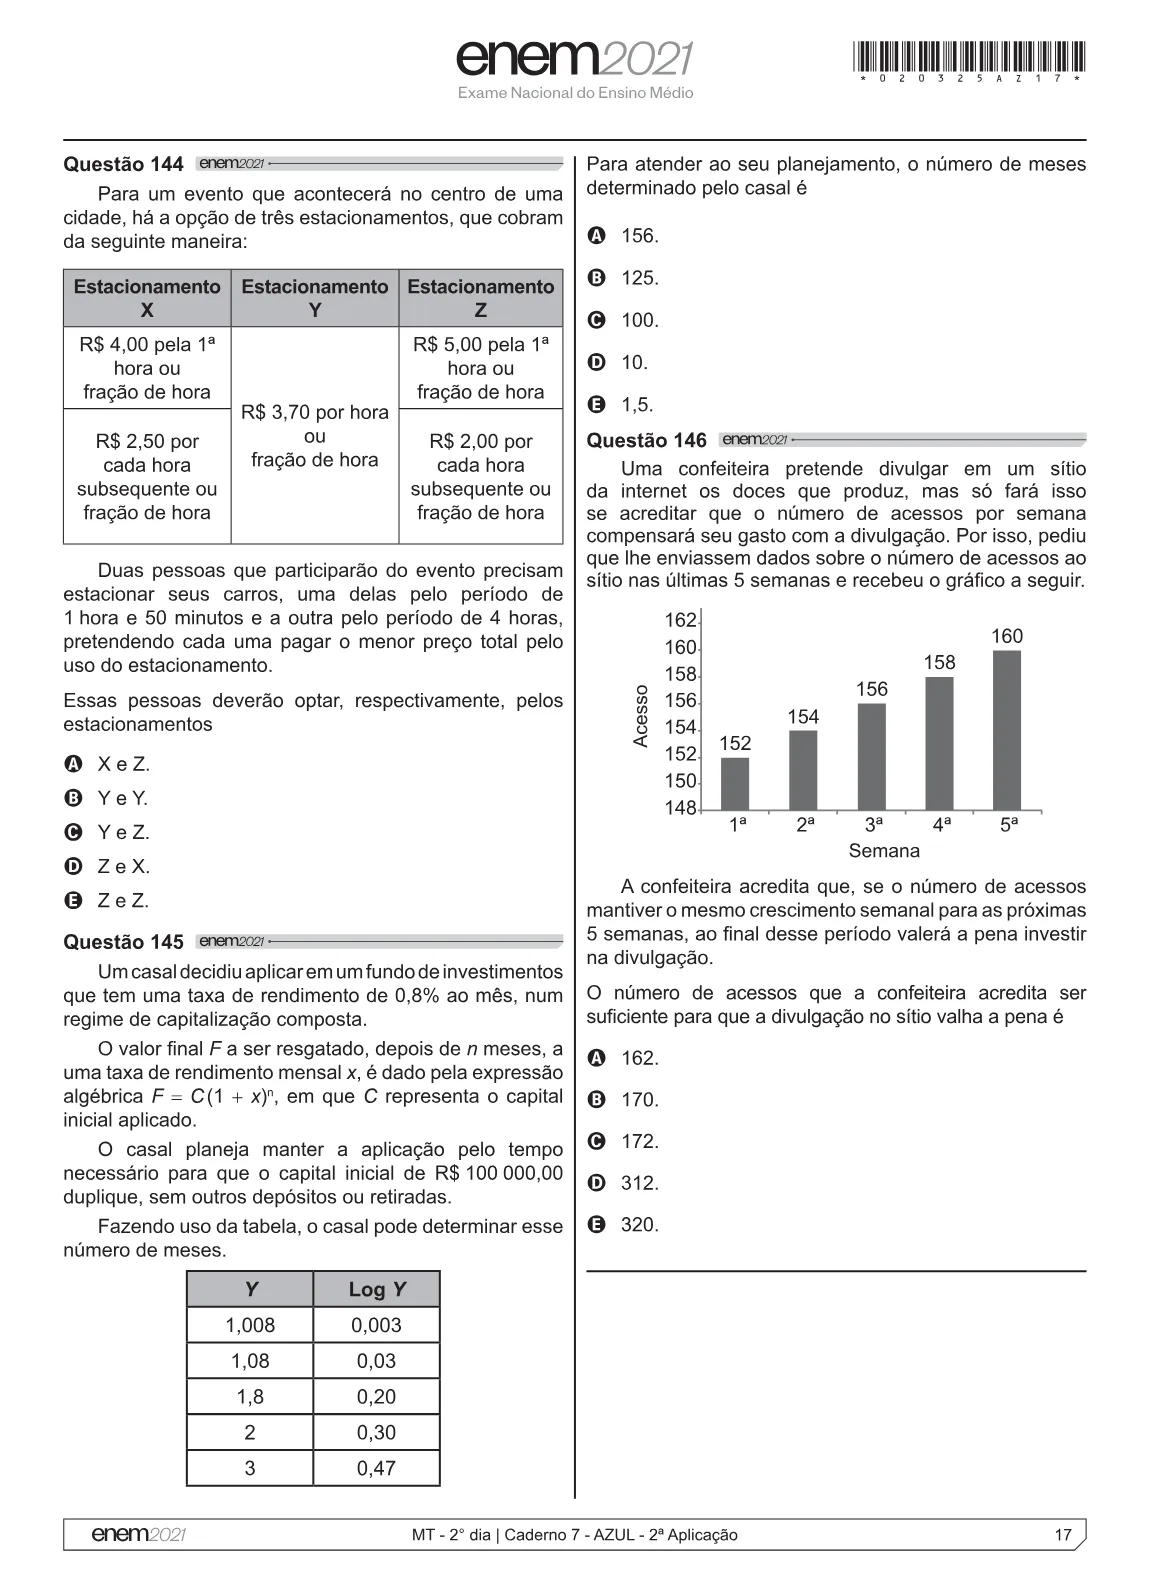 enem2021
Exame Nacional do Ensino Médio
*020325AZ17*
Questão 144 enem2021
Para um evento que acontecerá no centro de uma
cidade, há a opção de três estacionamentos, que cobram
da seguinte maneira:
Estacionamento X
Estacionamento Y
Estacionamento Z
R$ 4,00 pela 1ª
hora ou
fração de hora
R$ 3,70 por hora
ou
fração de hora
R$ 5,00 pela 1ª
hora ou
fração de hora
R$ 2,50 por
cada hora
subsequente ou
fração de hora
R$ 2,00 por
cada hora
subsequente ou
fração de hora
Duas pessoas que participarão do evento precisam
estacionar seus carros, uma delas pelo período de
1 hora e 50 minutos e a outra pelo período de 4 horas,
pretendendo cada uma pagar o menor preço total pelo
uso do estacionamento.
Essas pessoas deverão optar, respectivamente, pelos
estacionamentos
A X e Z.
B Y e Y.
C Y e Z.
D Z e X.
E Z e Z.
Questão 145 enem2021
Um casal decidiu aplicar em um fundo de investimentos
que tem uma taxa de rendimento de 0,8% ao mês, num
regime de capitalização composta.
O valor final F a ser resgatado, depois de n meses, a
uma taxa de rendimento mensal x, é dado pela expressão
algébrica F = C(1 + x)ⁿ, em que C representa o capital
inicial aplicado.
O casal planeja manter a aplicação pelo tempo
necessário para que o capital inicial de R$ 100 000,00
duplique, sem outros depósitos ou retiradas.
Fazendo uso da tabela, o casal pode determinar esse
número de meses.
Y Log Y
1,008 0,003
1,08 0,03
1,8 0,20
2 0,30
3 0,47
Para atender ao seu planejamento, o número de meses
determinado pelo casal é
A 156.
B 125.
C 100.
D 10.
E 1,5.
Questão 146 enem2021
Uma confeiteira pretende divulgar em um sítio
da internet os doces que produz, mas só fará isso
se acreditar que o número de acessos por semana
compensará seu gasto com a divulgação. Por isso, pediu
que lhe enviassem dados sobre o número de acessos ao
sítio nas últimas 5 semanas e recebeu o gráfico a seguir.
Acesso
162
160
158
156
154
152
150
148
152
154
156
158
160
1ª 2ª 3ª 4ª 5ª
Semana
A confeiteira acredita que, se o número de acessos
mantiver o mesmo crescimento semanal para as próximas
5 semanas, ao final desse período valerá a pena investir
na divulgação.
O número de acessos que a confeiteira acredita ser
suficiente para que a divulgação no sítio valha a pena é
A 162.
B 170.
C 172.
D 312.
E 320.
enem2021
MT - 2° dia | Caderno 7 - AZUL - 2ª Aplicação
17